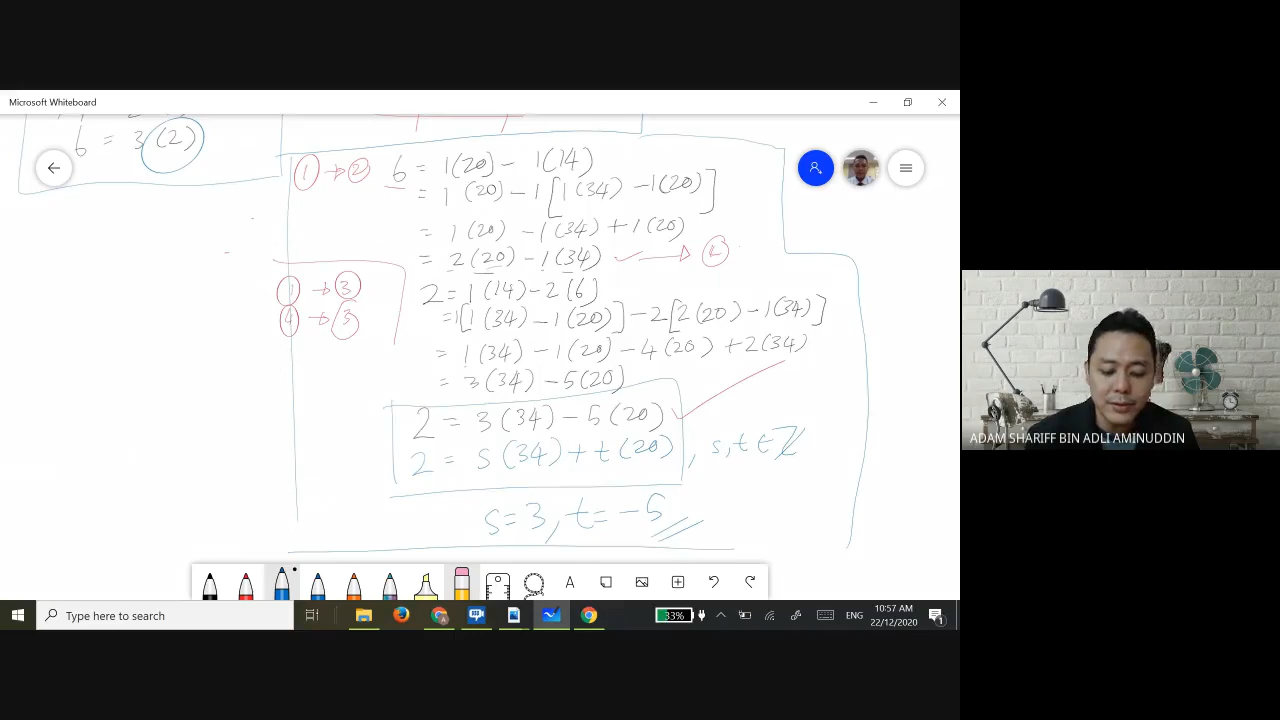 Microsoft Whiteboard
6 = 3(2)
① → ② 6 = 1(20) - 1(14)
= 1(20) - 1[1(34) - 1(20)]
= 1(20) - 1(34) + 1(20)
= 2(20) - 1(34) ✓ → ④
① → ③ 2 = 1(14) - 2(6)
④ → ③ = 1[1(34) - 1(20)] - 2[2(20) - 1(34)]
= 1(34) - 1(20) - 4(20) + 2(34)
= 3(34) - 5(20)
2 = 3(34) - 5(20)
2 = s(34) + t(20), s, t ∈ ℤ
s = 3, t = -5
ADAM SHARIFF BIN ADLI AMINUDDIN
Type here to search
33%
ENG
10:57 AM
22/12/2020
1